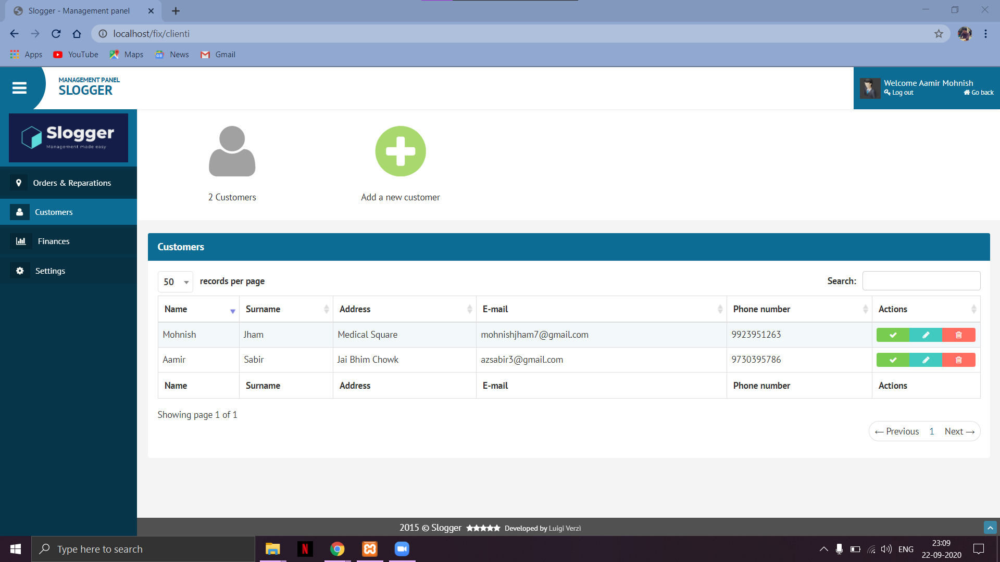 Slogger - Management panel
localhost/fix/clienti
Apps YouTube Maps News Gmail
MANAGEMENT PANEL
SLOGGER
Welcome Aamir Mohnish
Log out Go back
Slogger
Management made easy
Orders & Reparations
Customers
Finances
Settings
2 Customers
Add a new customer
Customers
50 records per page
Search:
Name Surname Address E-mail Phone number Actions
Mohnish Jham Medical Square mohnishjham7@gmail.com 9923951263
Aamir Sabir Jai Bhim Chowk azsabir3@gmail.com 9730395786
Name Surname Address E-mail Phone number Actions
Showing page 1 of 1
← Previous 1 Next →
2015 © Slogger ★★★★★ Developed by Luigi Verzì
Type here to search
N
ENG
23:09
22-09-2020